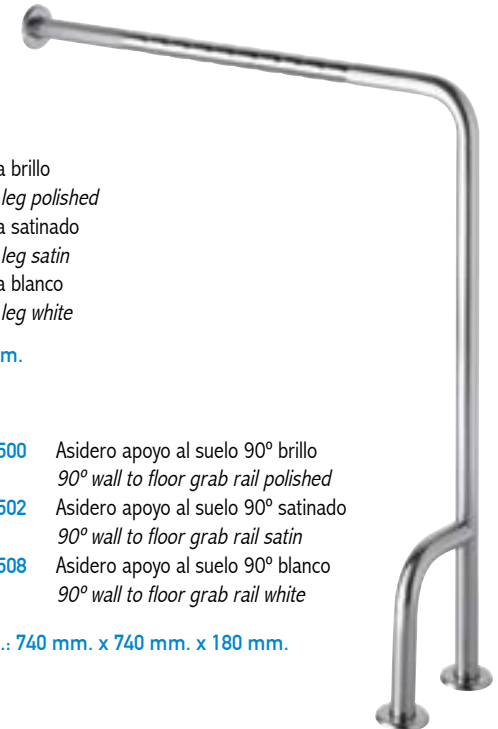 a brillo
leg polished
a satinado
leg satin
a blanco
leg white
m.
500 Asidero apoyo al suelo 90º brillo
90º wall to floor grab rail polished
502 Asidero apoyo al suelo 90º satinado
90º wall to floor grab rail satin
508 Asidero apoyo al suelo 90º blanco
90º wall to floor grab rail white
.: 740 mm. x 740 mm. x 180 mm.